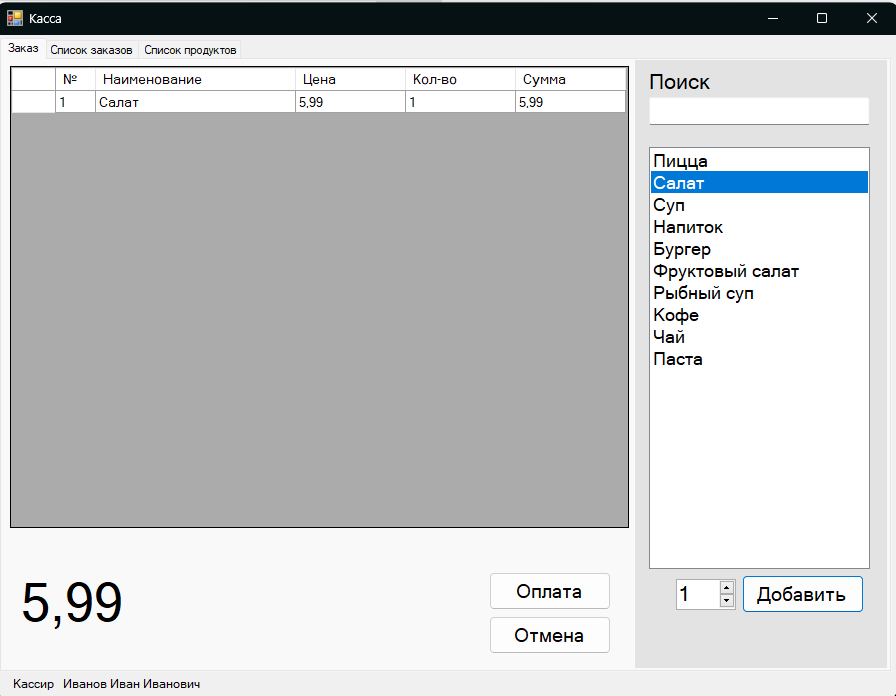 Касса
Заказ Список заказов Список продуктов
№ Наименование Цена Кол-во Сумма
1 Салат 5,99 1 5,99
Поиск
Пицца
Салат
Суп
Напиток
Бургер
Фруктовый салат
Рыбный суп
Кофе
Чай
Паста
5,99
Оплата
Отмена
1 Добавить
Кассир Иванов Иван Иванович